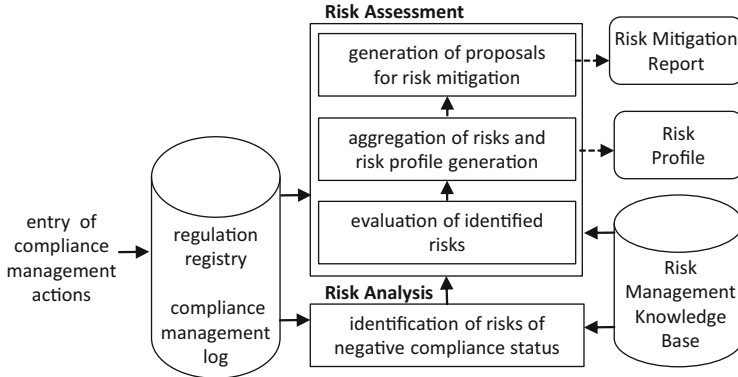 Risk Assessment
generation of proposals
for risk mitigation
Risk Mitigation
Report
aggregation of risks and
risk profile generation
Risk
Profile
evaluation of identified
risks
entry of
compliance
management
actions
regulation
registry
compliance
management
log
Risk Analysis
identification of risks of
negative compliance status
Risk
Management
Knowledge
Base